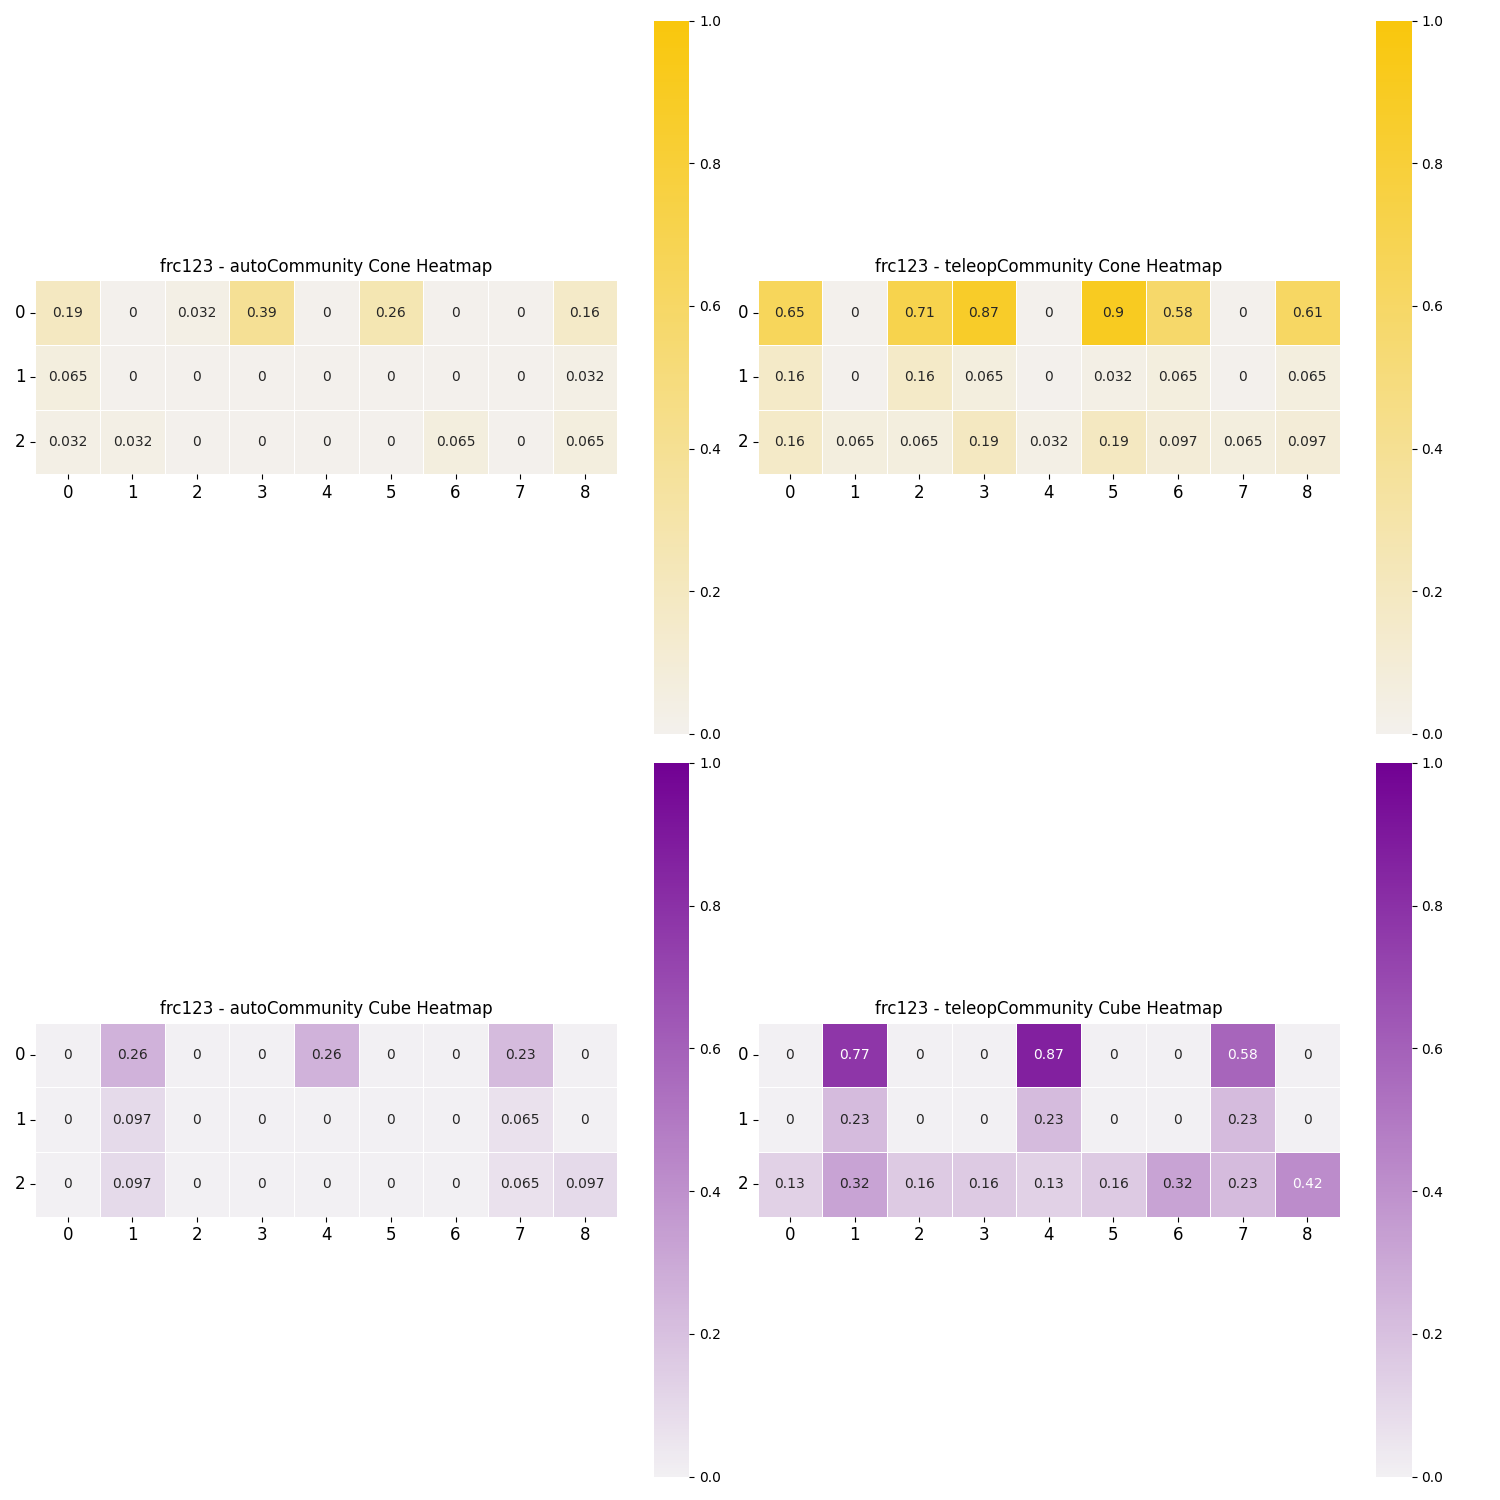 frc123 - autoCommunity Cone Heatmap
0 0.19 0 0.032 0.39 0 0.26 0 0 0.16
1 0.065 0 0 0 0 0 0 0 0.032
2 0.032 0.032 0 0 0 0 0.065 0 0.065
0 1 2 3 4 5 6 7 8
1.0
0.8
0.6
0.4
0.2
0.0
frc123 - teleopCommunity Cone Heatmap
0 0.65 0 0.71 0.87 0 0.9 0.58 0 0.61
1 0.16 0 0.16 0.065 0 0.032 0.065 0 0.065
2 0.16 0.065 0.065 0.19 0.032 0.19 0.097 0.065 0.097
0 1 2 3 4 5 6 7 8
1.0
0.8
0.6
0.4
0.2
0.0
frc123 - autoCommunity Cube Heatmap
0 0 0.26 0 0 0.26 0 0 0.23 0
1 0 0.097 0 0 0 0 0 0.065 0
2 0 0.097 0 0 0 0 0 0.065 0.097
0 1 2 3 4 5 6 7 8
1.0
0.8
0.6
0.4
0.2
0.0
frc123 - teleopCommunity Cube Heatmap
0 0 0.77 0 0 0.87 0 0 0.58 0
1 0 0.23 0 0 0.23 0 0 0.23 0
2 0.13 0.32 0.16 0.16 0.13 0.16 0.32 0.23 0.42
0 1 2 3 4 5 6 7 8
1.0
0.8
0.6
0.4
0.2
0.0